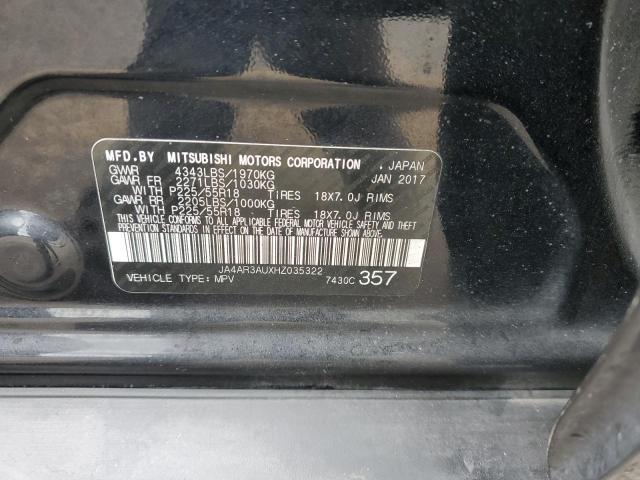 MFD.BY MITSUBISHI MOTORS CORPORATION , JAPAN
GVWR 4343LBS/1970KG JAN 2017
GAWR FR 2271LBS/1030KG
WITH P225/55R18 TIRES 18X7.0J RIMS
GAWR RR 2205LBS/1000KG
WITH P225/55R18 TIRES 18X7.0J RIMS
THIS VEHICLE CONFORMS TO ALL APPLICABLE FEDERAL MOTOR VEHICLE SAFETY AND THEFT
PREVENTION STANDARDS IN EFFECT ON THE DATE OF MANUFACTURE SHOWN ABOVE.
JA4AR3AUXHZ035322
VEHICLE TYPE: MPV 7430C 357